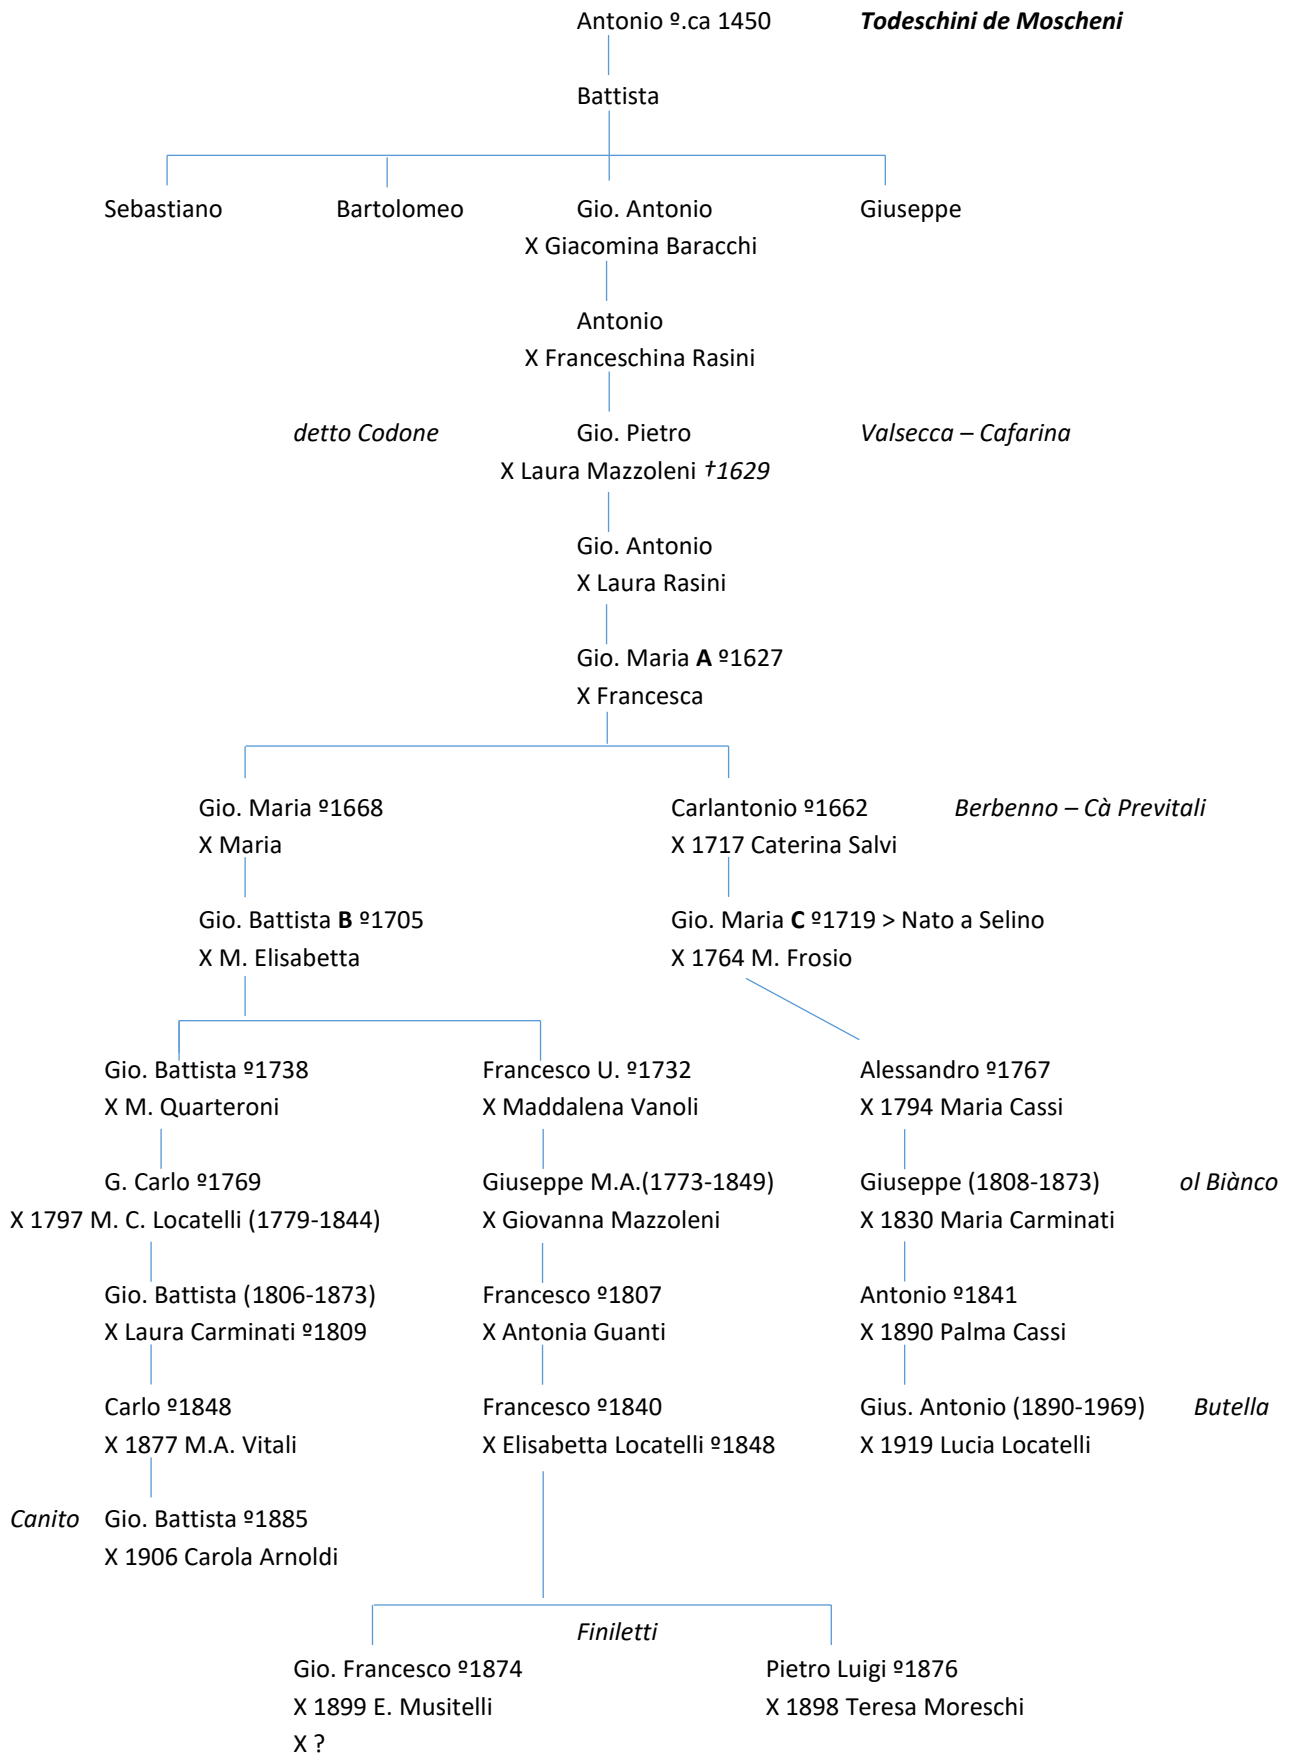 Antonio º.ca 1450 Todeschini de Moscheni
Battista
Sebastiano Bartolomeo Gio. Antonio Giuseppe
X Giacomina Baracchi
Antonio
X Franceschina Rasini
detto Codone Gio. Pietro Valsecca – Cafarina
X Laura Mazzoleni †1629
Gio. Antonio
X Laura Rasini
Gio. Maria A º1627
X Francesca
Gio. Maria º1668 Carlantonio º1662 Berbenno – Cà Previtali
X Maria X 1717 Caterina Salvi
Gio. Battista B º1705 Gio. Maria C º1719 > Nato a Selino
X M. Elisabetta X 1764 M. Frosio
Gio. Battista º1738 Francesco U. º1732 Alessandro º1767
X M. Quarteroni X Maddalena Vanoli X 1794 Maria Cassi
G. Carlo º1769 Giuseppe M.A.(1773-1849) Giuseppe (1808-1873) ol Biànco
X 1797 M. C. Locatelli (1779-1844) X Giovanna Mazzoleni X 1830 Maria Carminati
Gio. Battista (1806-1873) Francesco º1807 Antonio º1841
X Laura Carminati º1809 X Antonia Guanti X 1890 Palma Cassi
Carlo º1848 Francesco º1840 Gius. Antonio (1890-1969) Butella
X 1877 M.A. Vitali X Elisabetta Locatelli º1848 X 1919 Lucia Locatelli
Canito Gio. Battista º1885
X 1906 Carola Arnoldi
Finiletti
Gio. Francesco º1874 Pietro Luigi º1876
X 1899 E. Musitelli X 1898 Teresa Moreschi
X ?